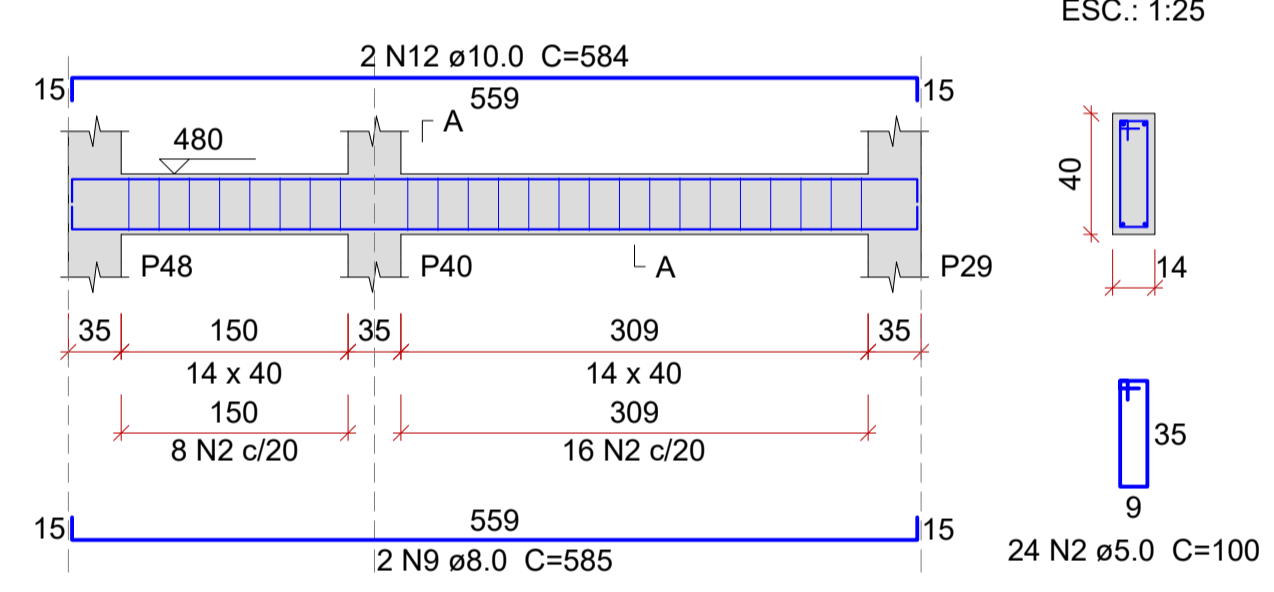 ESC.: 1:25
2 N12 ø10.0 C=584
15
559
15
A
480
40
P48
P40
A
P29
14
35
150
35
309
35
14 x 40
14 x 40
150
309
8 N2 c/20
16 N2 c/20
35
9
15
559
15
2 N9 ø8.0 C=585
24 N2 ø5.0 C=100